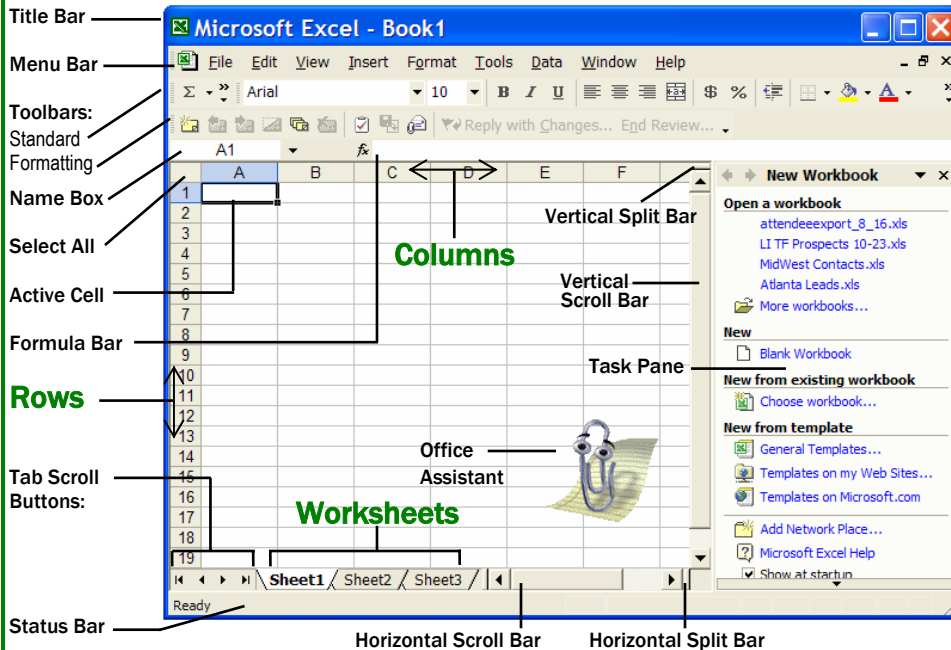 Title Bar
Microsoft Excel - Book1
Menu Bar
File Edit View Insert Format Tools Data Window Help
Toolbars:
Standard
Formatting
Σ » Arial 10 B I U $ % A »
Reply with Changes... End Review...
Name Box
A1 fx
Select All
A B C D E F
1
2
3
4
5
6
7
8
9
10
11
12
13
14
15
16
17
18
19
Columns
Vertical Split Bar
Vertical
Scroll Bar
Active Cell
Formula Bar
Rows
Task Pane
Office
Assistant
Tab Scroll
Buttons:
Worksheets
Sheet1 Sheet2 Sheet3
Ready
Status Bar
Horizontal Scroll Bar
Horizontal Split Bar
New Workbook
Open a workbook
attendeeexport_8_16.xls
LI TF Prospects 10-23.xls
MidWest Contacts.xls
Atlanta Leads.xls
More workbooks...
New
Blank Workbook
New from existing workbook
Choose workbook...
New from template
General Templates...
Templates on my Web Sites...
Templates on Microsoft.com
Add Network Place...
Microsoft Excel Help
Show at startup